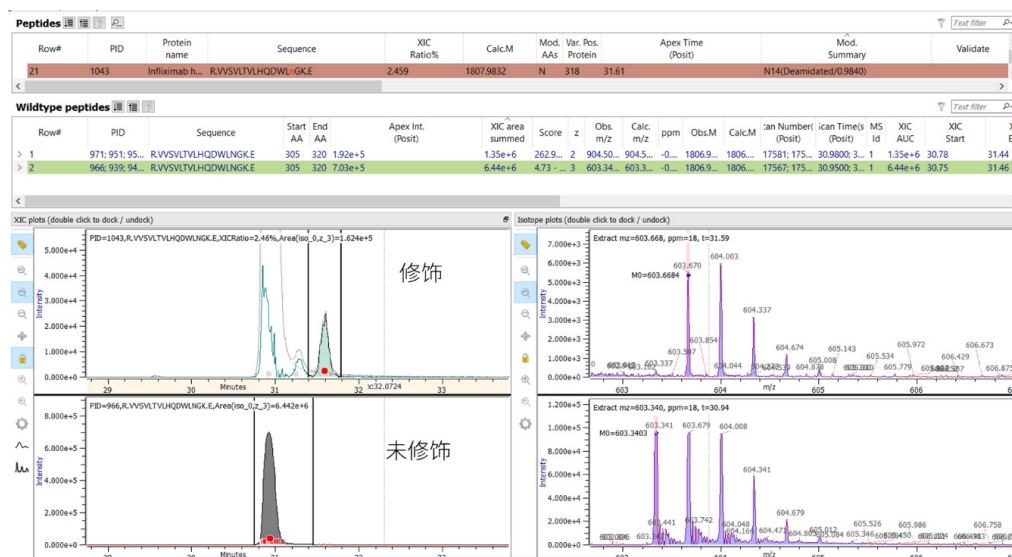 Peptides
Text filter
Row# PID Protein name Sequence XIC Ratio% Calc.M Mod. AAs Var. Pos. Protein Apex Time (Posit) Mod. Summary Validate
21 1043 Infliximab h... R.VVSVLTVLHQDWLnGK.E 2.459 1807.9832 N 318 31.61 N14(Deamidated/0.9840)
Wildtype peptides
Text filter
Row# PID Sequence Start AA End AA Apex Int. (Posit) XIC area summed Score z Obs. m/z Calc. m/z ppm Obs.M Calc.M can Number( (Posit) ican Time(s (Posit) MS Id XIC AUC XIC Start
1 971; 951; 95... R.VVSVLTVLHQDWLNGK.E 305 320 1.92e+5 1.35e+6 262.9... 2 904.50... 904.5... -0.... 1806.9... 1806.... 17581; 175... 30.9800; 3... 1 1.35e+6 30.78 31.44
2 966; 939; 94... R.VVSVLTVLHQDWLNGK.E 305 320 7.03e+5 6.44e+6 4.73 - ... 3 603.34... 603.3... -0.... 1806.9... 1806.... 17567; 175... 30.9500; 3... 1 6.44e+6 30.75 31.46
XIC plots (double click to dock / undock)
Isotope plots (double click to dock / undock)
PID=1043,R.VVSVLTVLHQDWLNGK.E,XICRatio=2.46%,Area(iso_0,z_3)=1.624e+5
修饰
Intensity
5.000e+4
4.000e+4
3.000e+4
2.000e+4
1.000e+4
0.000e+0
29 30 31 32 33
Minutes
x:32.0724
Extract mz=603.668, ppm=18, t=31.59
M0=603.6684
603.670
604.003
604.337
603.854
604.674
605.008
605.143
605.534
605.972
606.429
606.673
603.337
603.507
604.044
604.878
605.779
606.875
Intensity
7.000e+3
6.000e+3
5.000e+3
4.000e+3
3.000e+3
2.000e+3
1.000e+3
0.000e+0
603 604 605 606
m/z
PID=966,R.VVSVLTVLHQDWLNGK.E,Area(iso_0,z_3)=6.442e+6
未修饰
Intensity
8.000e+5
6.000e+5
4.000e+5
2.000e+5
0.000e+0
Minutes
Extract mz=603.340, ppm=18, t=30.94
M0=603.3403
603.341
603.679
604.008
604.341
603.441
603.742
604.048
604.679
605.012
605.526
605.986
606.758
Intensity
1.200e+5
1.000e+5
8.000e+4
6.000e+4
4.000e+4
2.000e+4
0.000e+0
m/z